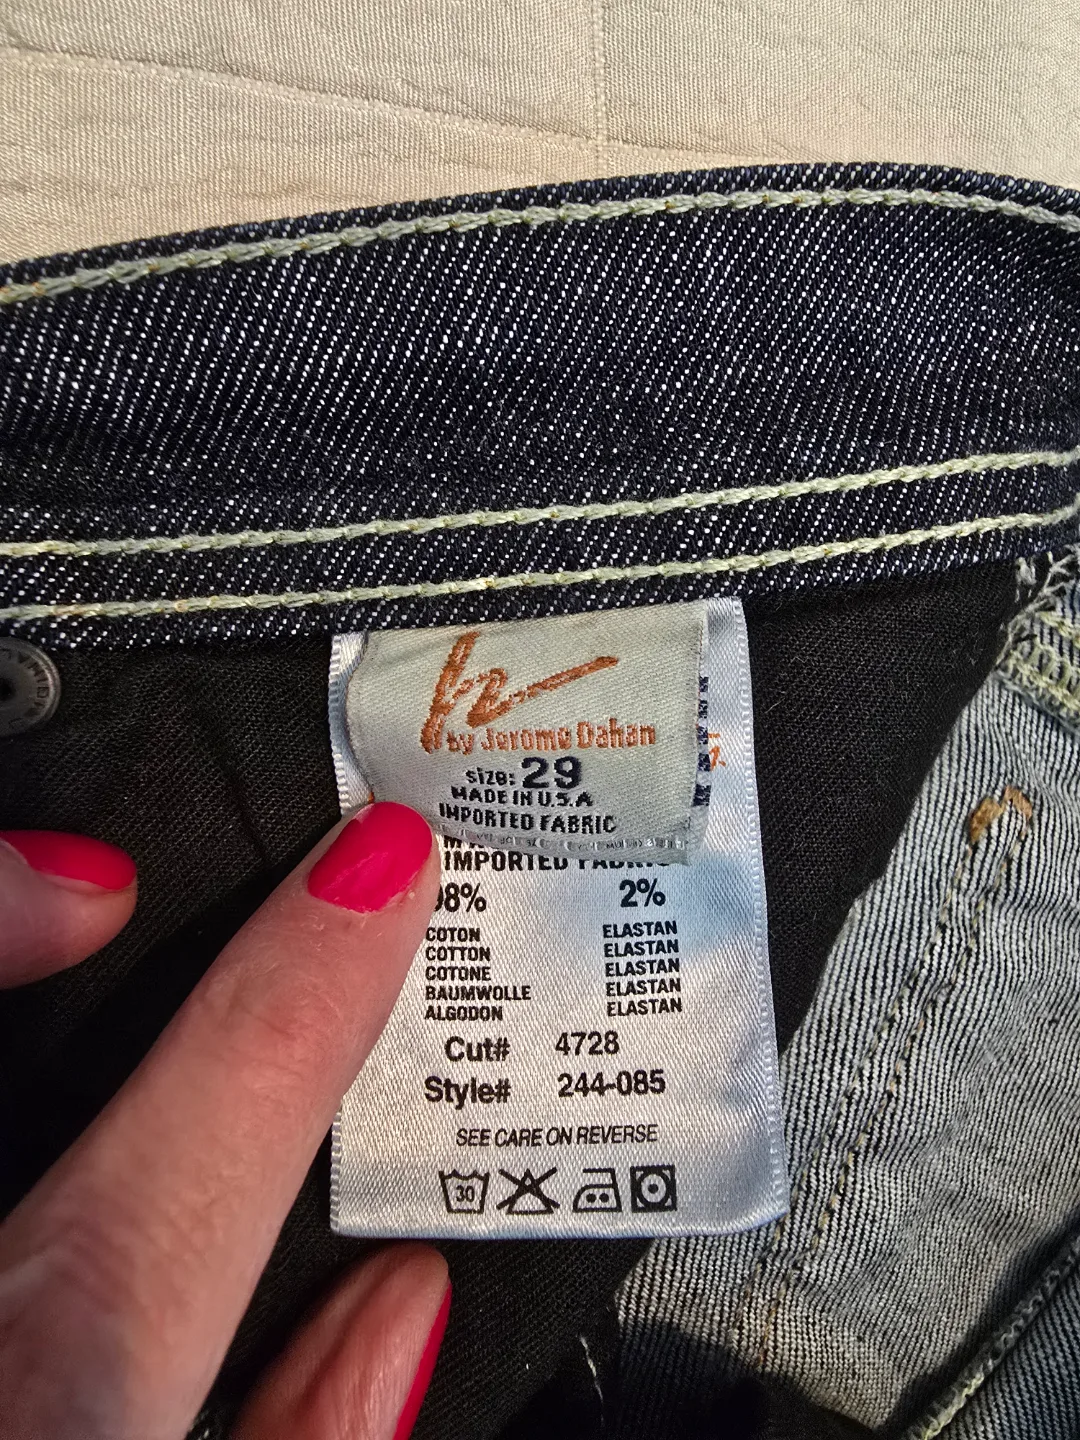 by Jerome Dahan
size: 29
MADE IN U.S.A
IMPORTED FABRIC
IMPORTED FABRIC
98% 2%
COTON ELASTAN
COTTON ELASTAN
COTONE ELASTAN
BAUMWOLLE ELASTAN
ALGODON ELASTAN
Cut# 4728
Style# 244-085
SEE CARE ON REVERSE
30